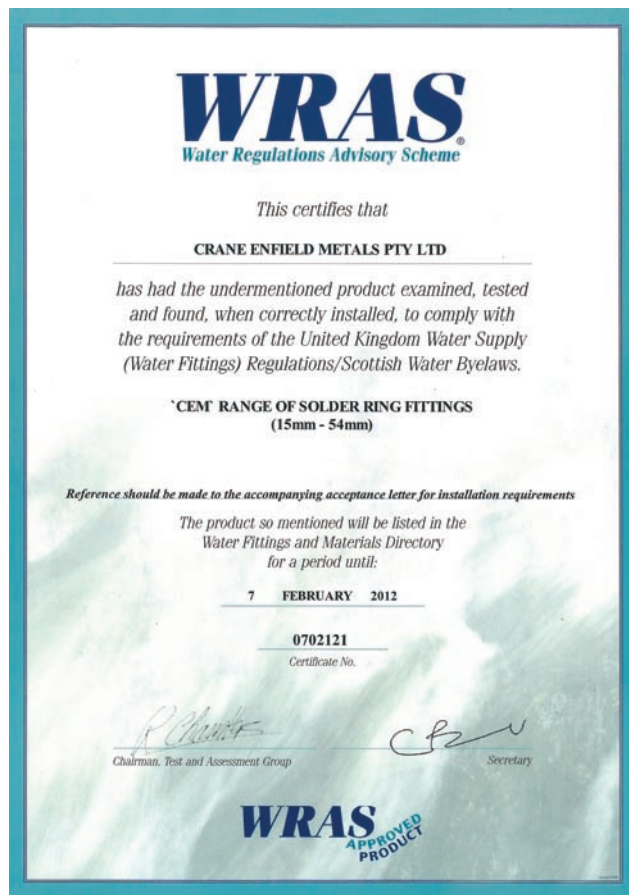 WRAS®
Water Regulations Advisory Scheme
This certifies that
CRANE ENFIELD METALS PTY LTD
has had the undermentioned product examined, tested
and found, when correctly installed, to comply with
the requirements of the United Kingdom Water Supply
(Water Fittings) Regulations/Scottish Water Byelaws.
`CEM` RANGE OF SOLDER RING FITTINGS
(15mm - 54mm)
Reference should be made to the accompanying acceptance letter for installation requirements
The product so mentioned will be listed in the
Water Fittings and Materials Directory
for a period until:
7 FEBRUARY 2012
0702121
Certificate No.
Chairman, Test and Assessment Group
Secretary
WRAS
APPROVED
PRODUCT